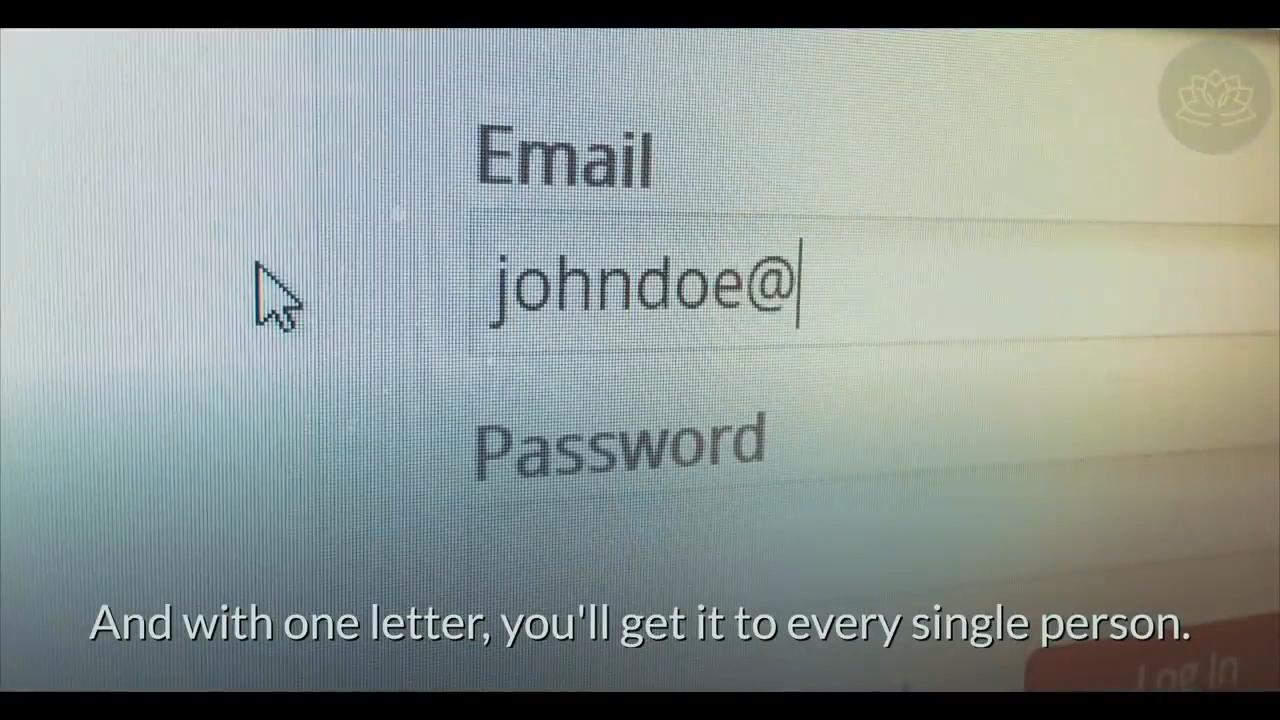 Email
johndoe@
Password
And with one letter, you'll get it to every single person.
Log In